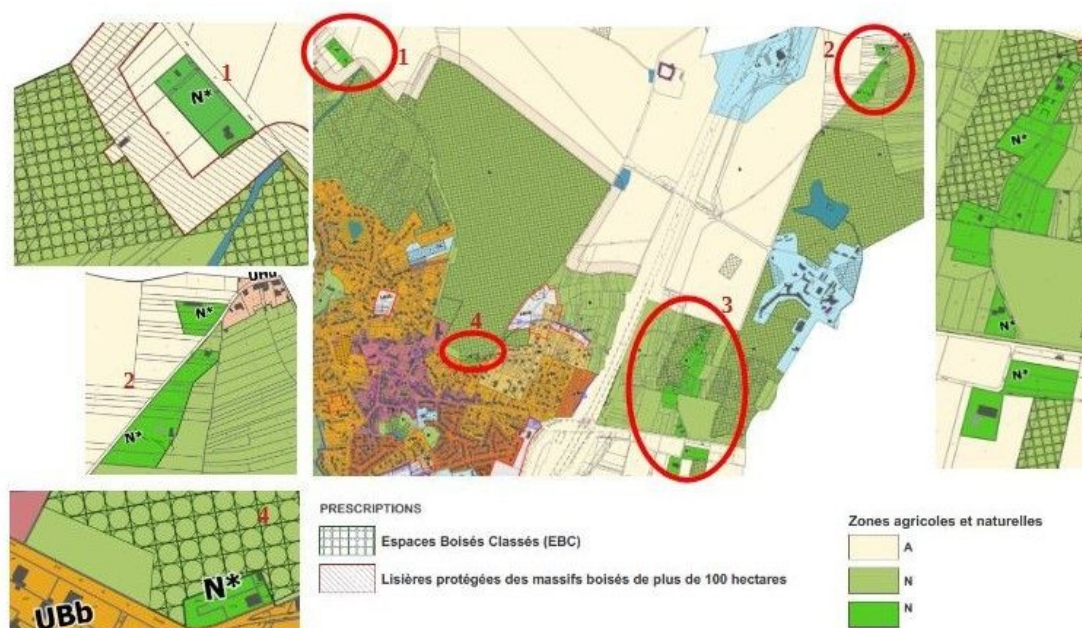 1
N*
1
2
UHb
N*
2
N*
4
3
N*
N*
N*
4
N*
UBb
PRESCRIPTIONS
Espaces Boisés Classés (EBC)
Lisières protégées des massifs boisés de plus de 100 hectares
Zones agricoles et naturelles
A
N
N